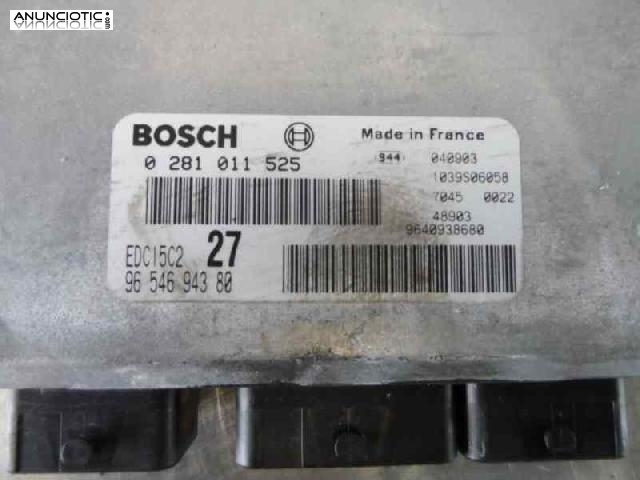 ANUNCIOTIC.com
BOSCH
Made in France
0 281 011 525
944 040903
1039S06058
7045 0022
48903
9640938680
EDC15C2 27
96 546 943 80